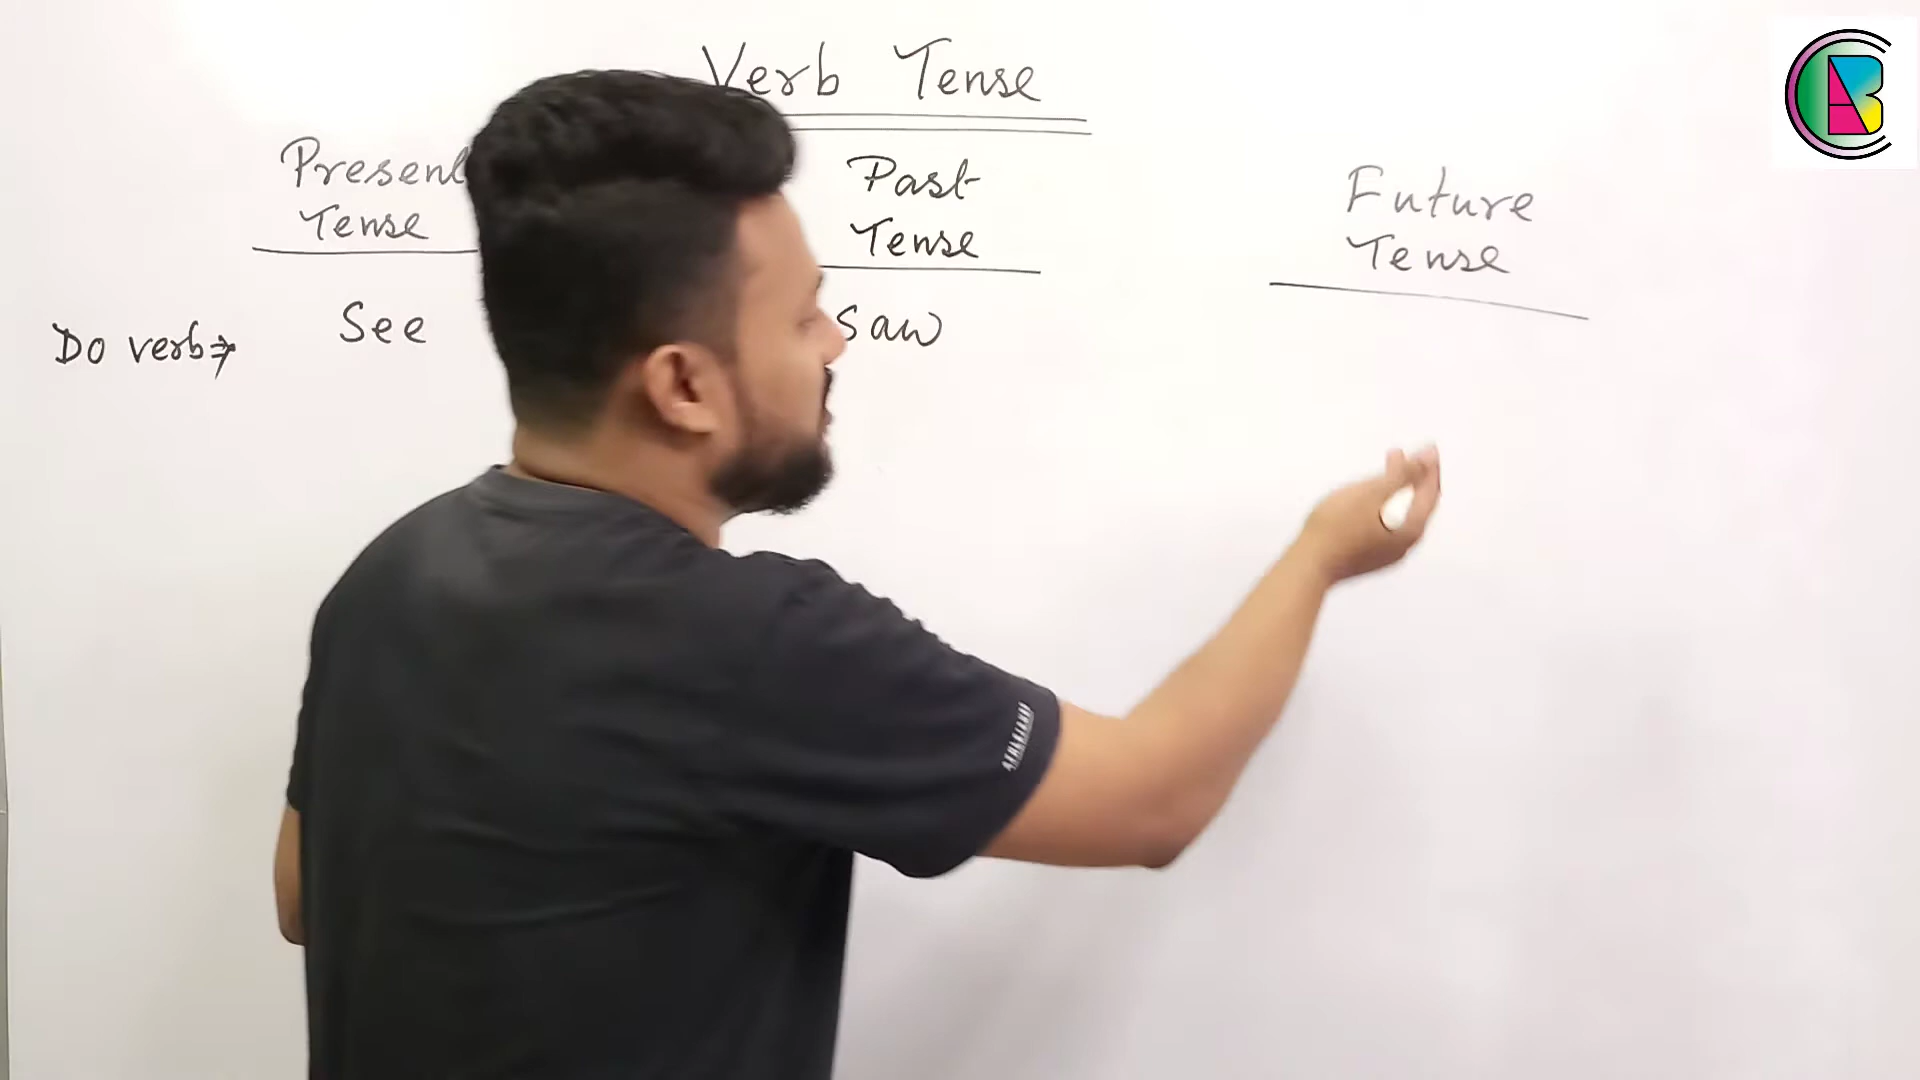 Verb Tense
Present
Tense
Past
Tense
Future
Tense
Do verb⇒
See
Saw